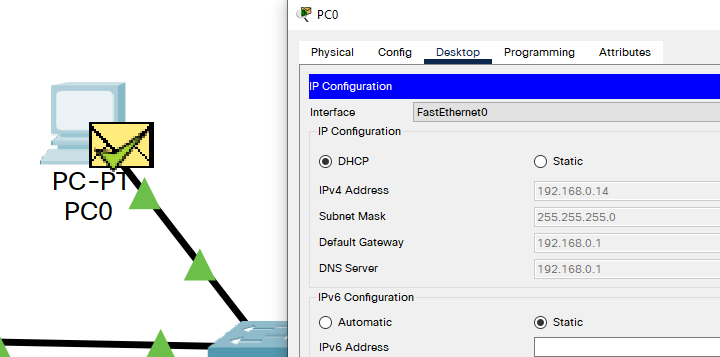 PC0
Physical Config Desktop Programming Attributes
IP Configuration
Interface FastEthernet0
IP Configuration
DHCP Static
IPv4 Address 192.168.0.14
Subnet Mask 255.255.255.0
Default Gateway 192.168.0.1
DNS Server 192.168.0.1
IPv6 Configuration
Automatic Static
IPv6 Address
PC-PT
PC0